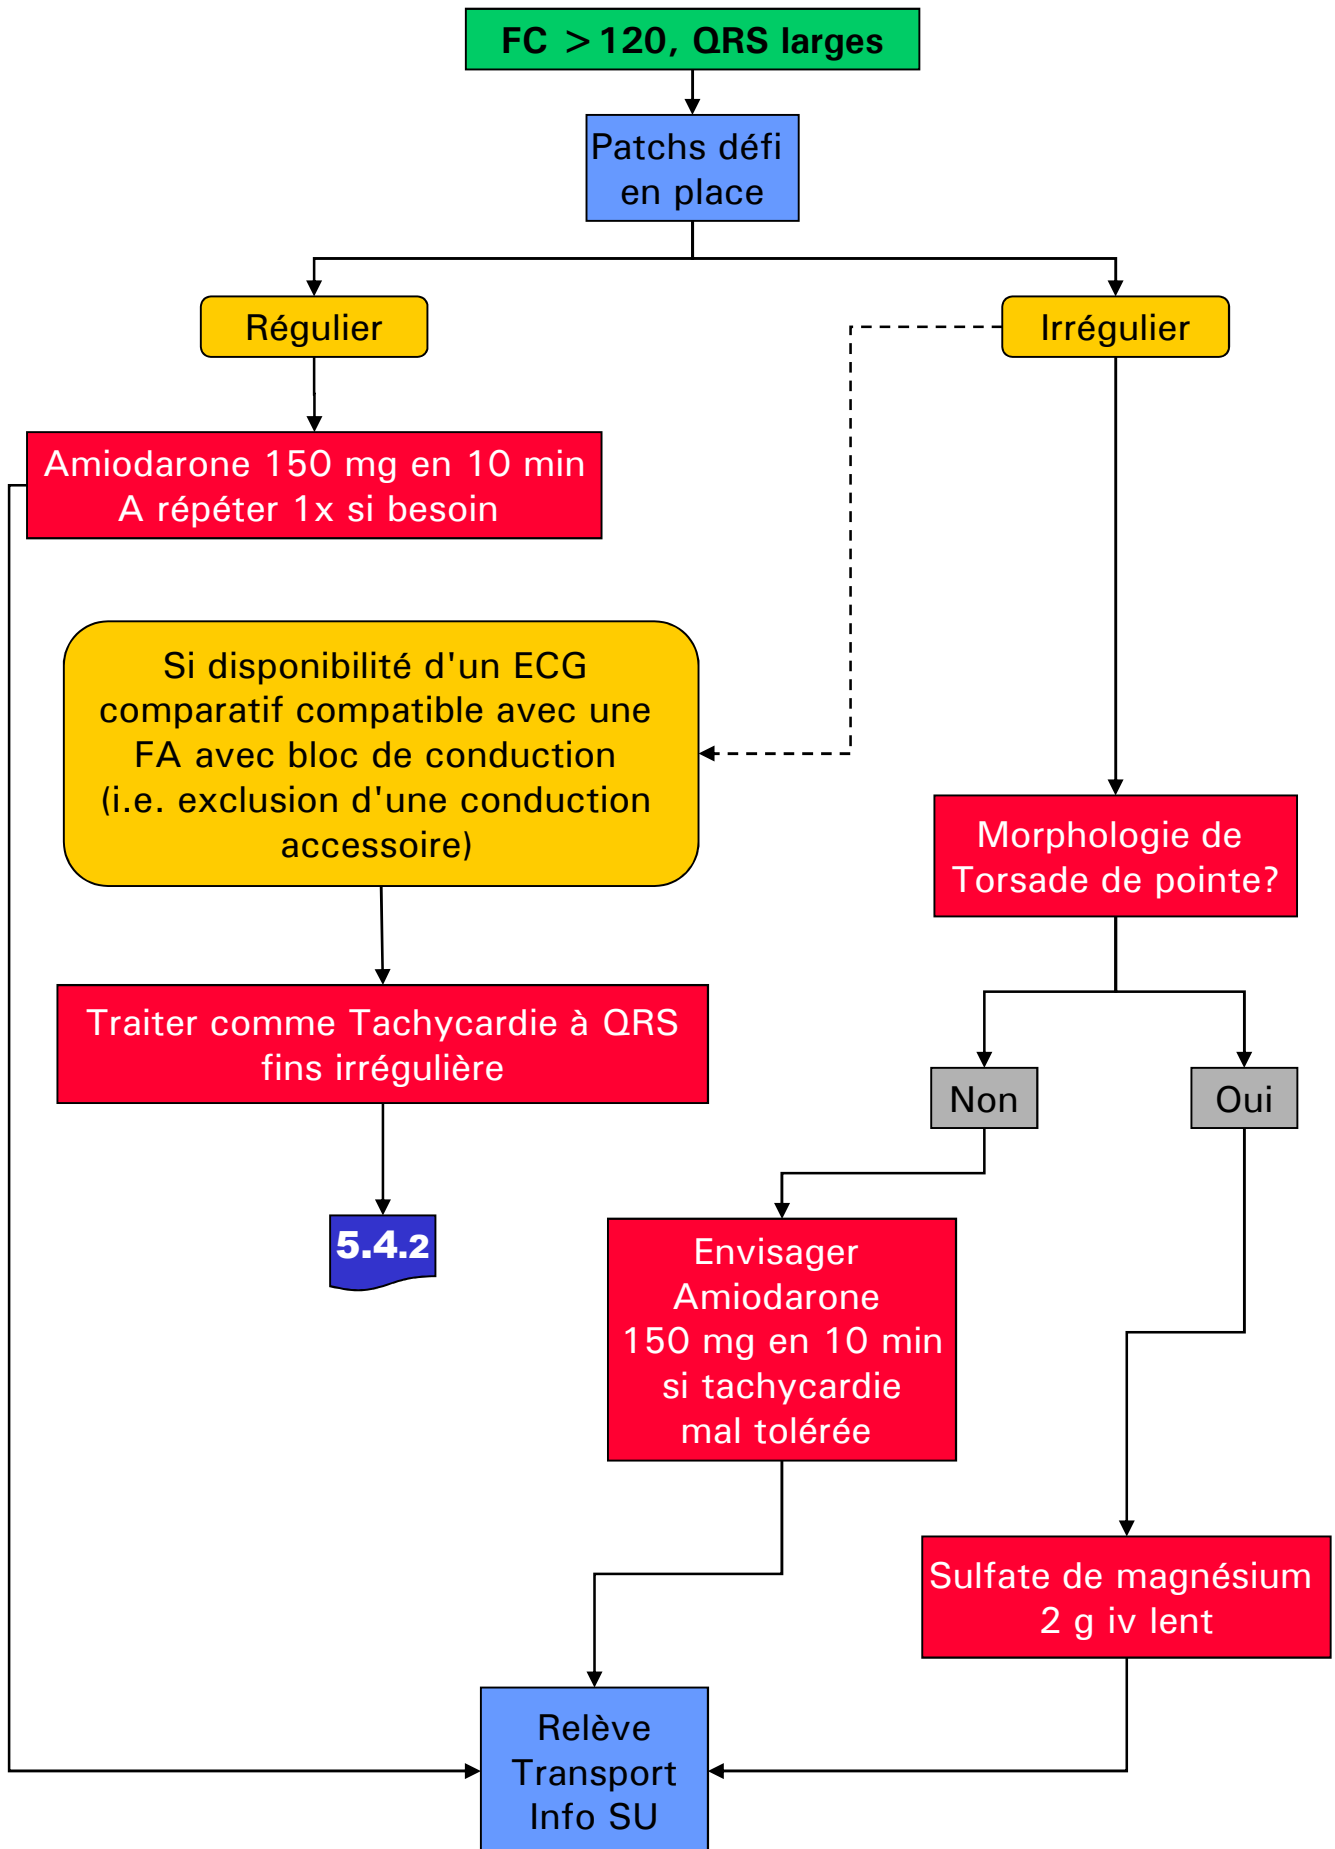 FC > 120, QRS larges
Patchs défi
en place
Régulier
Irrégulier
Amiodarone 150 mg en 10 min
A répéter 1x si besoin
Si disponibilité d'un ECG
comparatif compatible avec une
FA avec bloc de conduction
(i.e. exclusion d'une conduction
accessoire)
Morphologie de
Torsade de pointe?
Traiter comme Tachycardie à QRS
fins irrégulière
Non
Oui
5.4.2
Envisager
Amiodarone
150 mg en 10 min
si tachycardie
mal tolérée
Sulfate de magnésium
2 g iv lent
Relève
Transport
Info SU